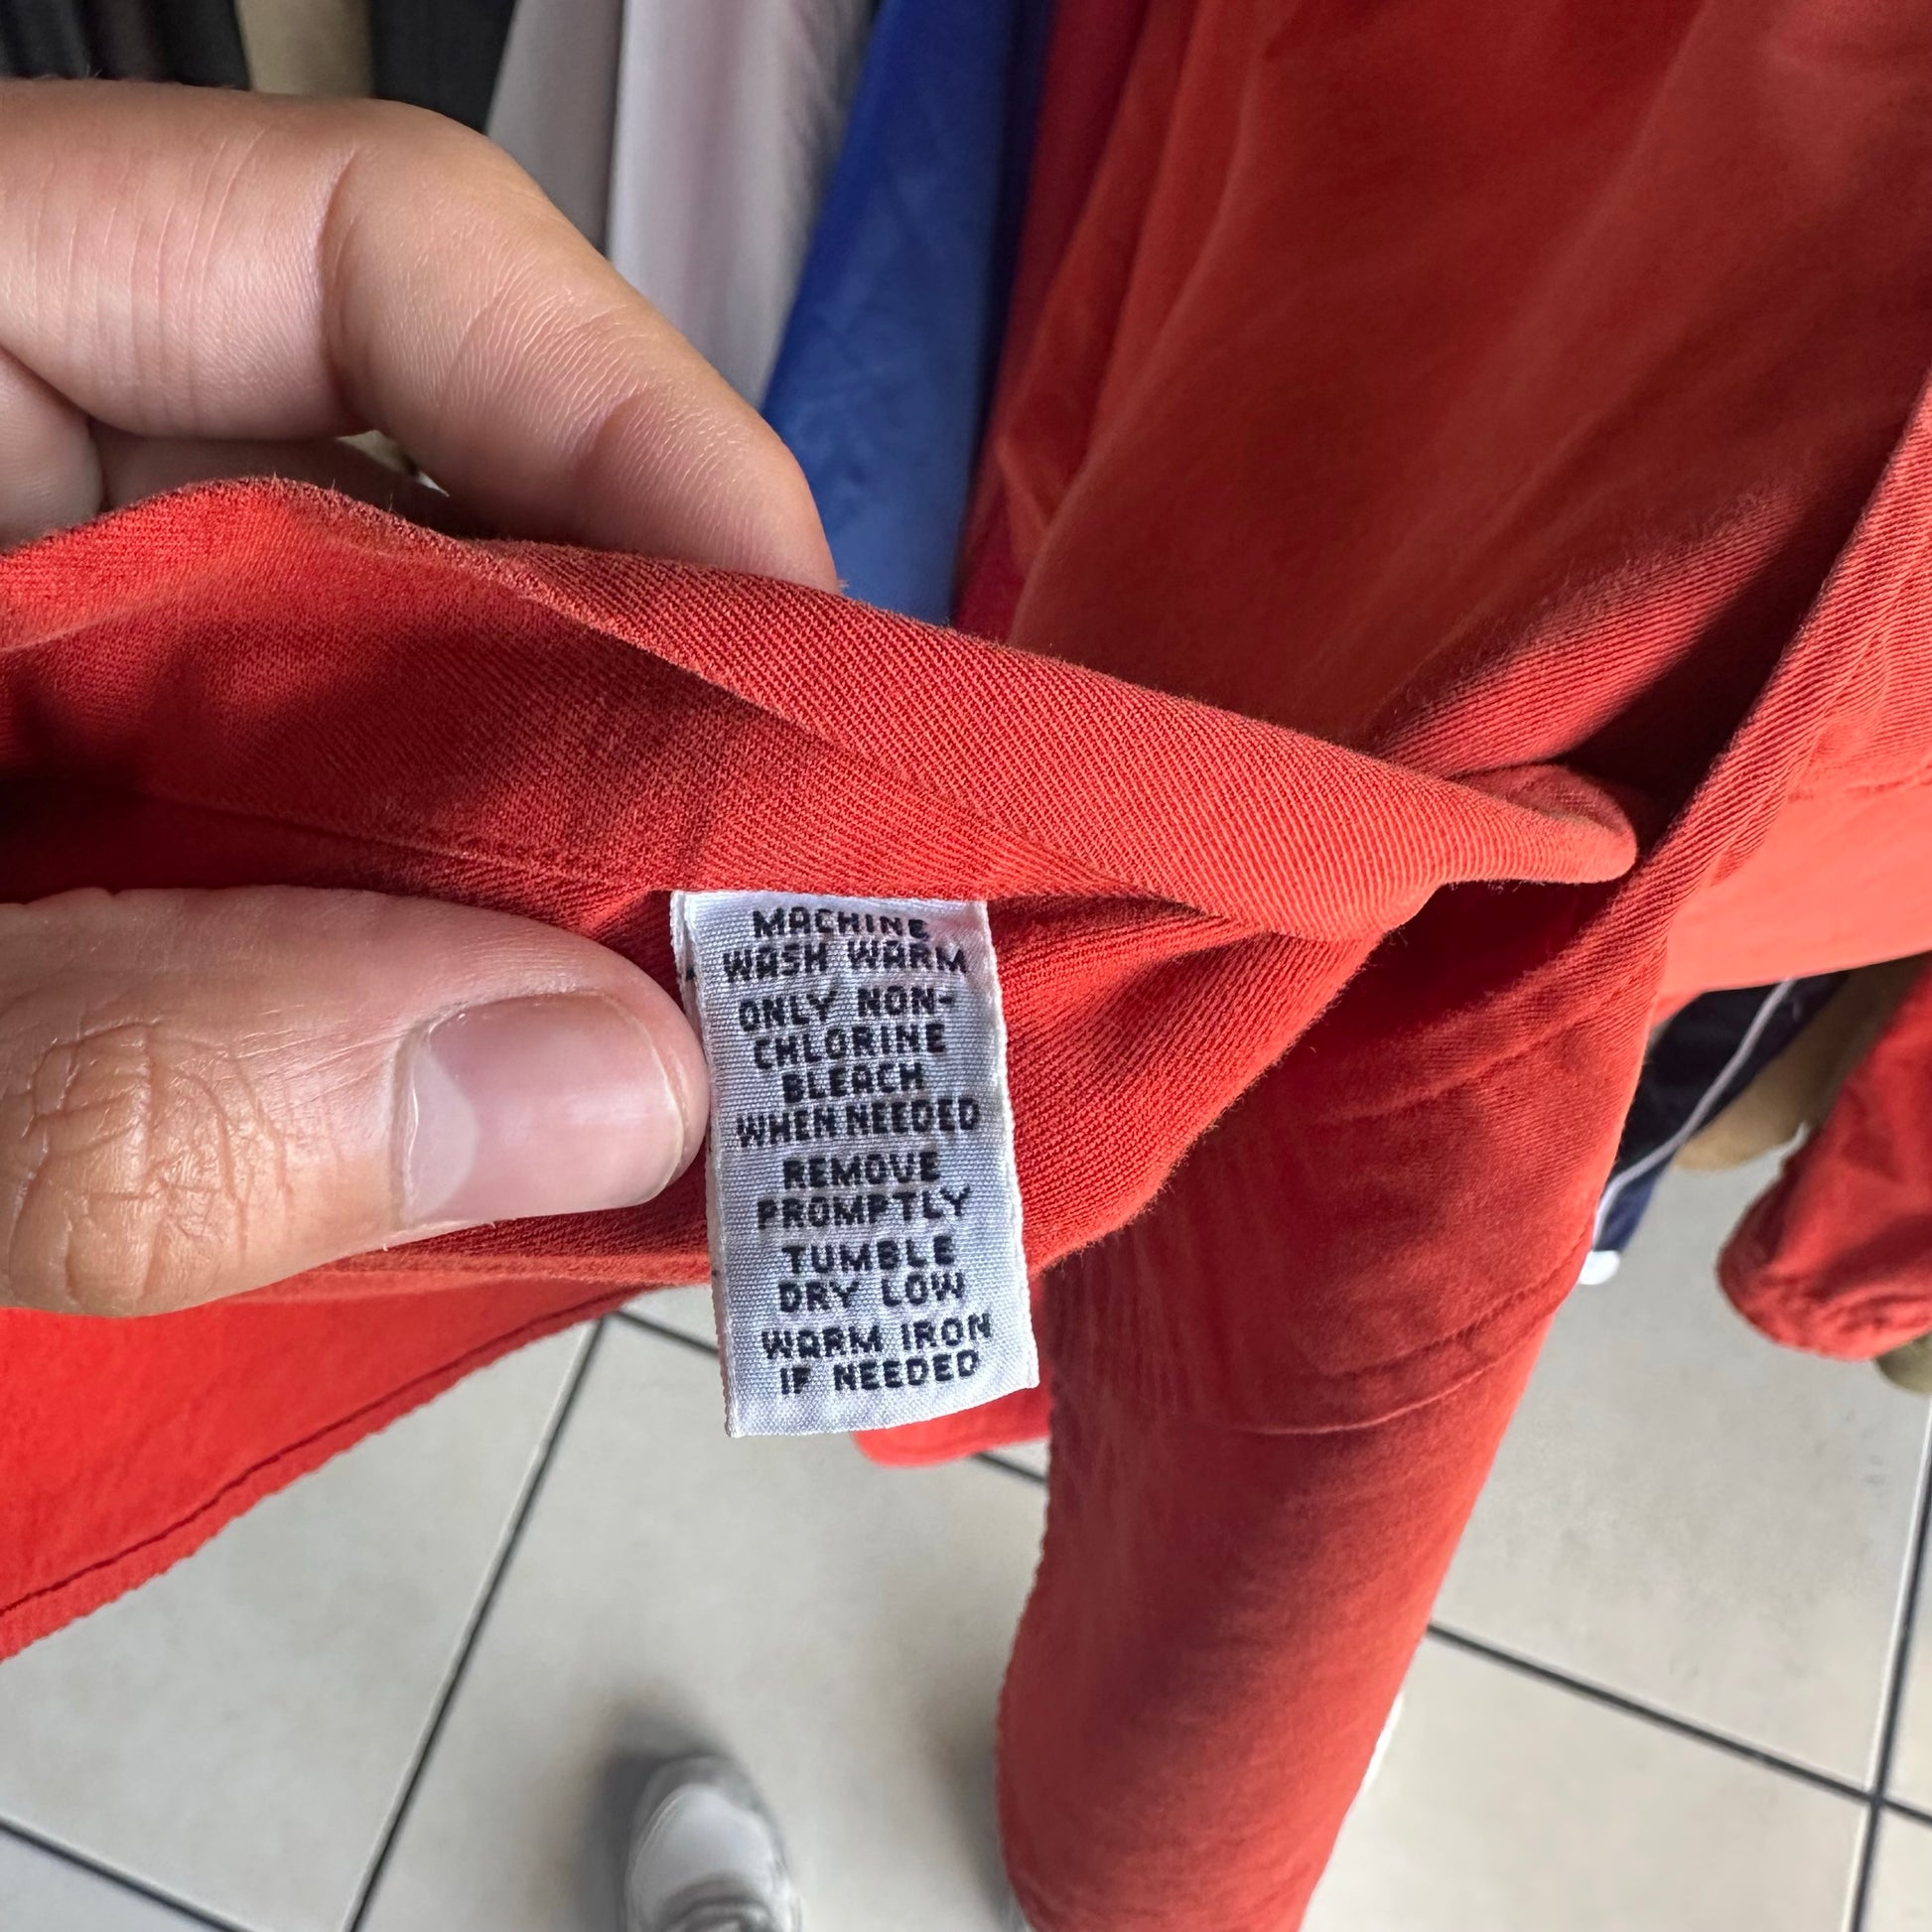 MACHINE
WASH WARM
ONLY NON-
CHLORINE
BLEACH
WHEN NEEDED
REMOVE
PROMPTLY
TUMBLE
DRY LOW
WARM IRON
IF NEEDED